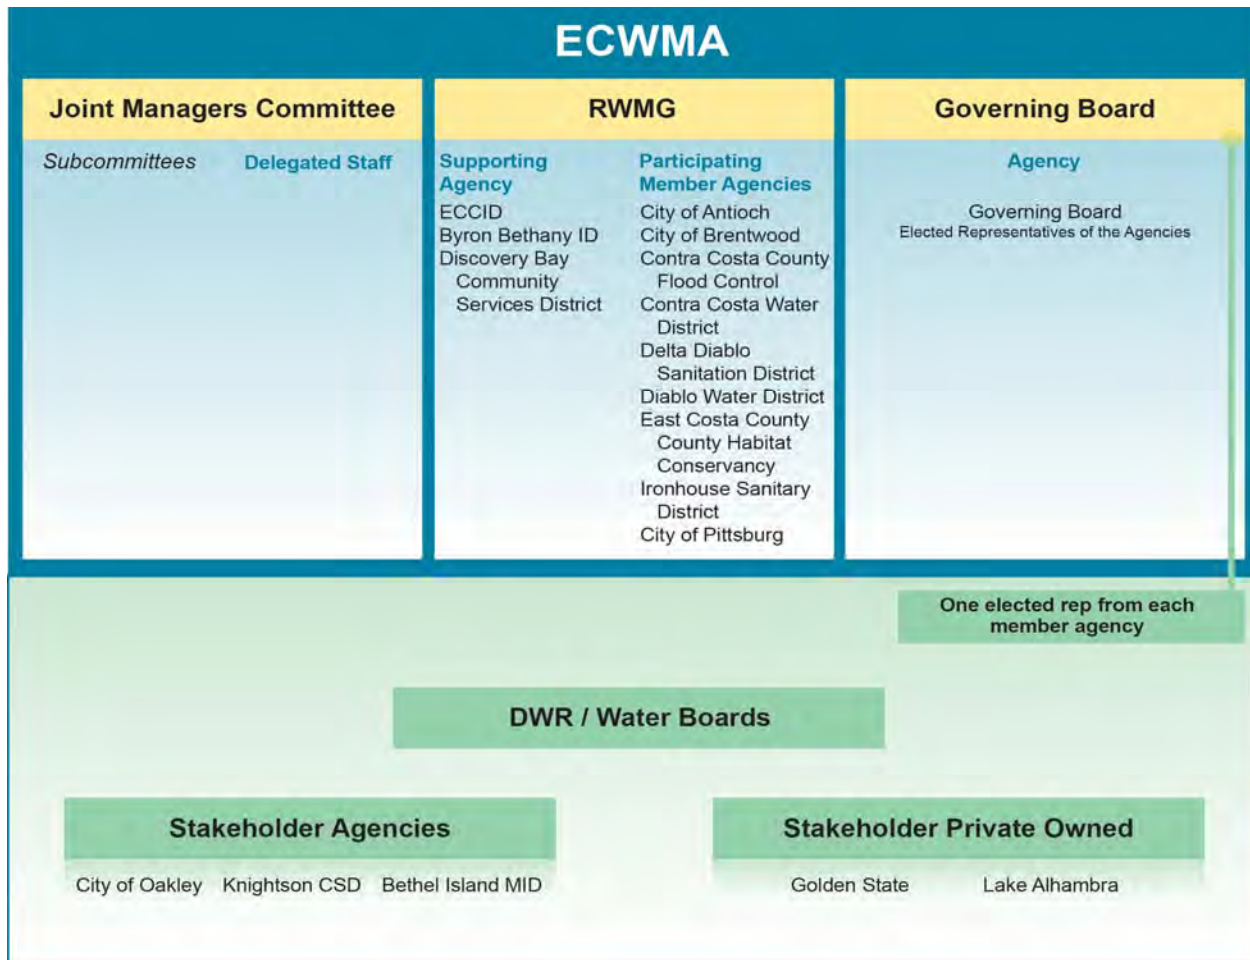 ECWMA
Joint Managers Committee
Subcommittees
Delegated Staff
RWMG
Supporting
Agency
ECCID
Byron Bethany ID
Discovery Bay
Community
Services District
Participating
Member Agencies
City of Antioch
City of Brentwood
Contra Costa County
Flood Control
Contra Costa Water
District
Delta Diablo
Sanitation District
Diablo Water District
East Costa County
County Habitat
Conservancy
Ironhouse Sanitary
District
City of Pittsburg
Governing Board
Agency
Governing Board
Elected Representatives of the Agencies
One elected rep from each
member agency
DWR / Water Boards
Stakeholder Agencies
City of Oakley
Knightson CSD
Bethel Island MID
Stakeholder Private Owned
Golden State
Lake Alhambra